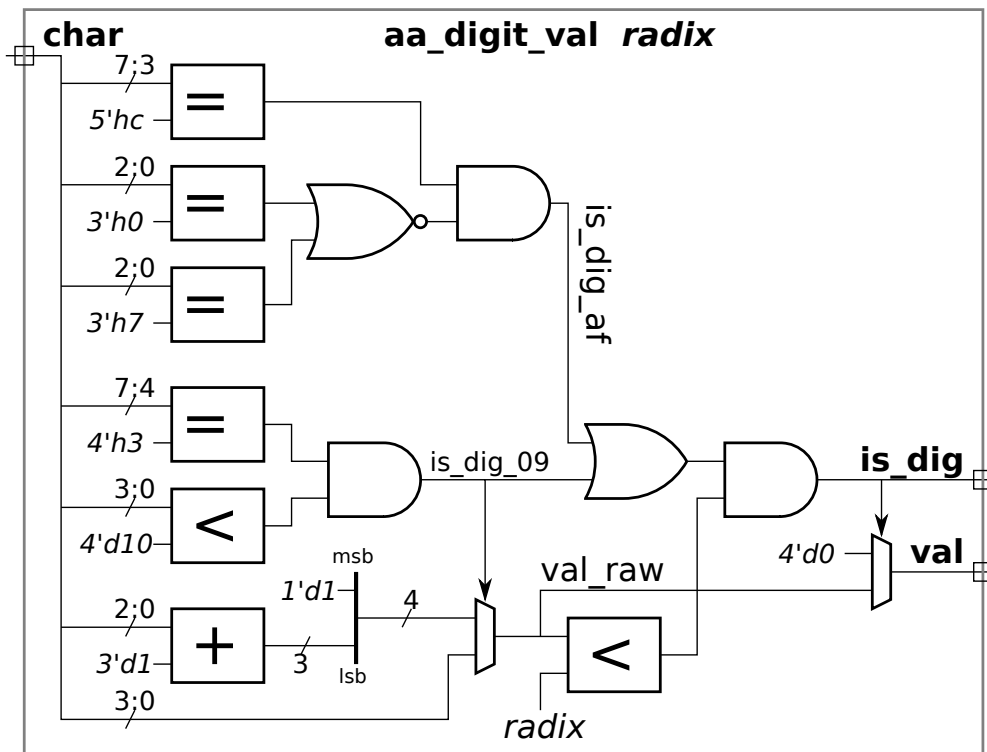 char
aa_digit_val radix
7:3
=
5'hc
2:0
=
3'h0
2:0
=
3'h7
is_dig_af
7:4
=
4'h3
is_dig_09
is_dig
3:0
<
4'd10
4'd0
val
msb
1'd1
val_raw
2:0
4
+
3'd1
3
lsb
<
3:0
radix